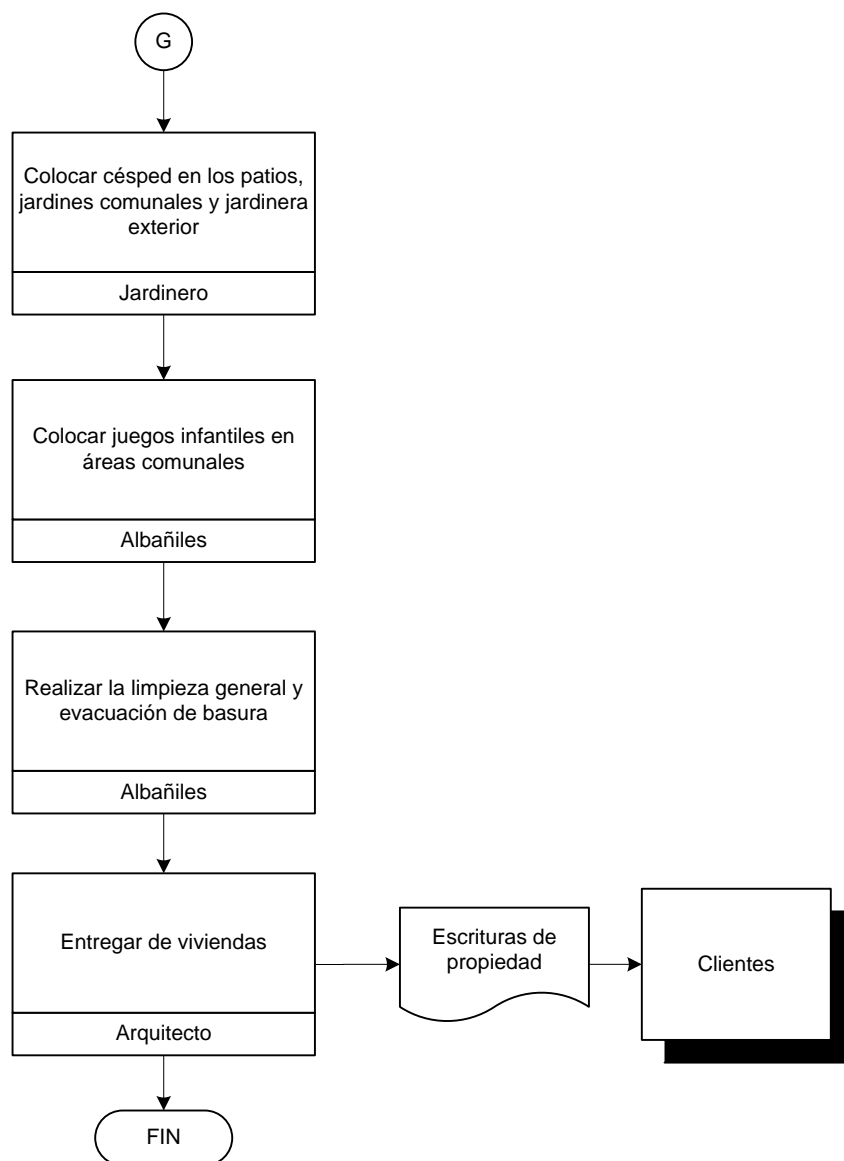 G
Colocar césped en los patios,
jardines comunales y jardinera
exterior
Jardinero
Colocar juegos infantiles en
áreas comunales
Albañiles
Realizar la limpieza general y
evacuación de basura
Albañiles
Entregar de viviendas
Arquitecto
Escrituras de
propiedad
Clientes
FIN